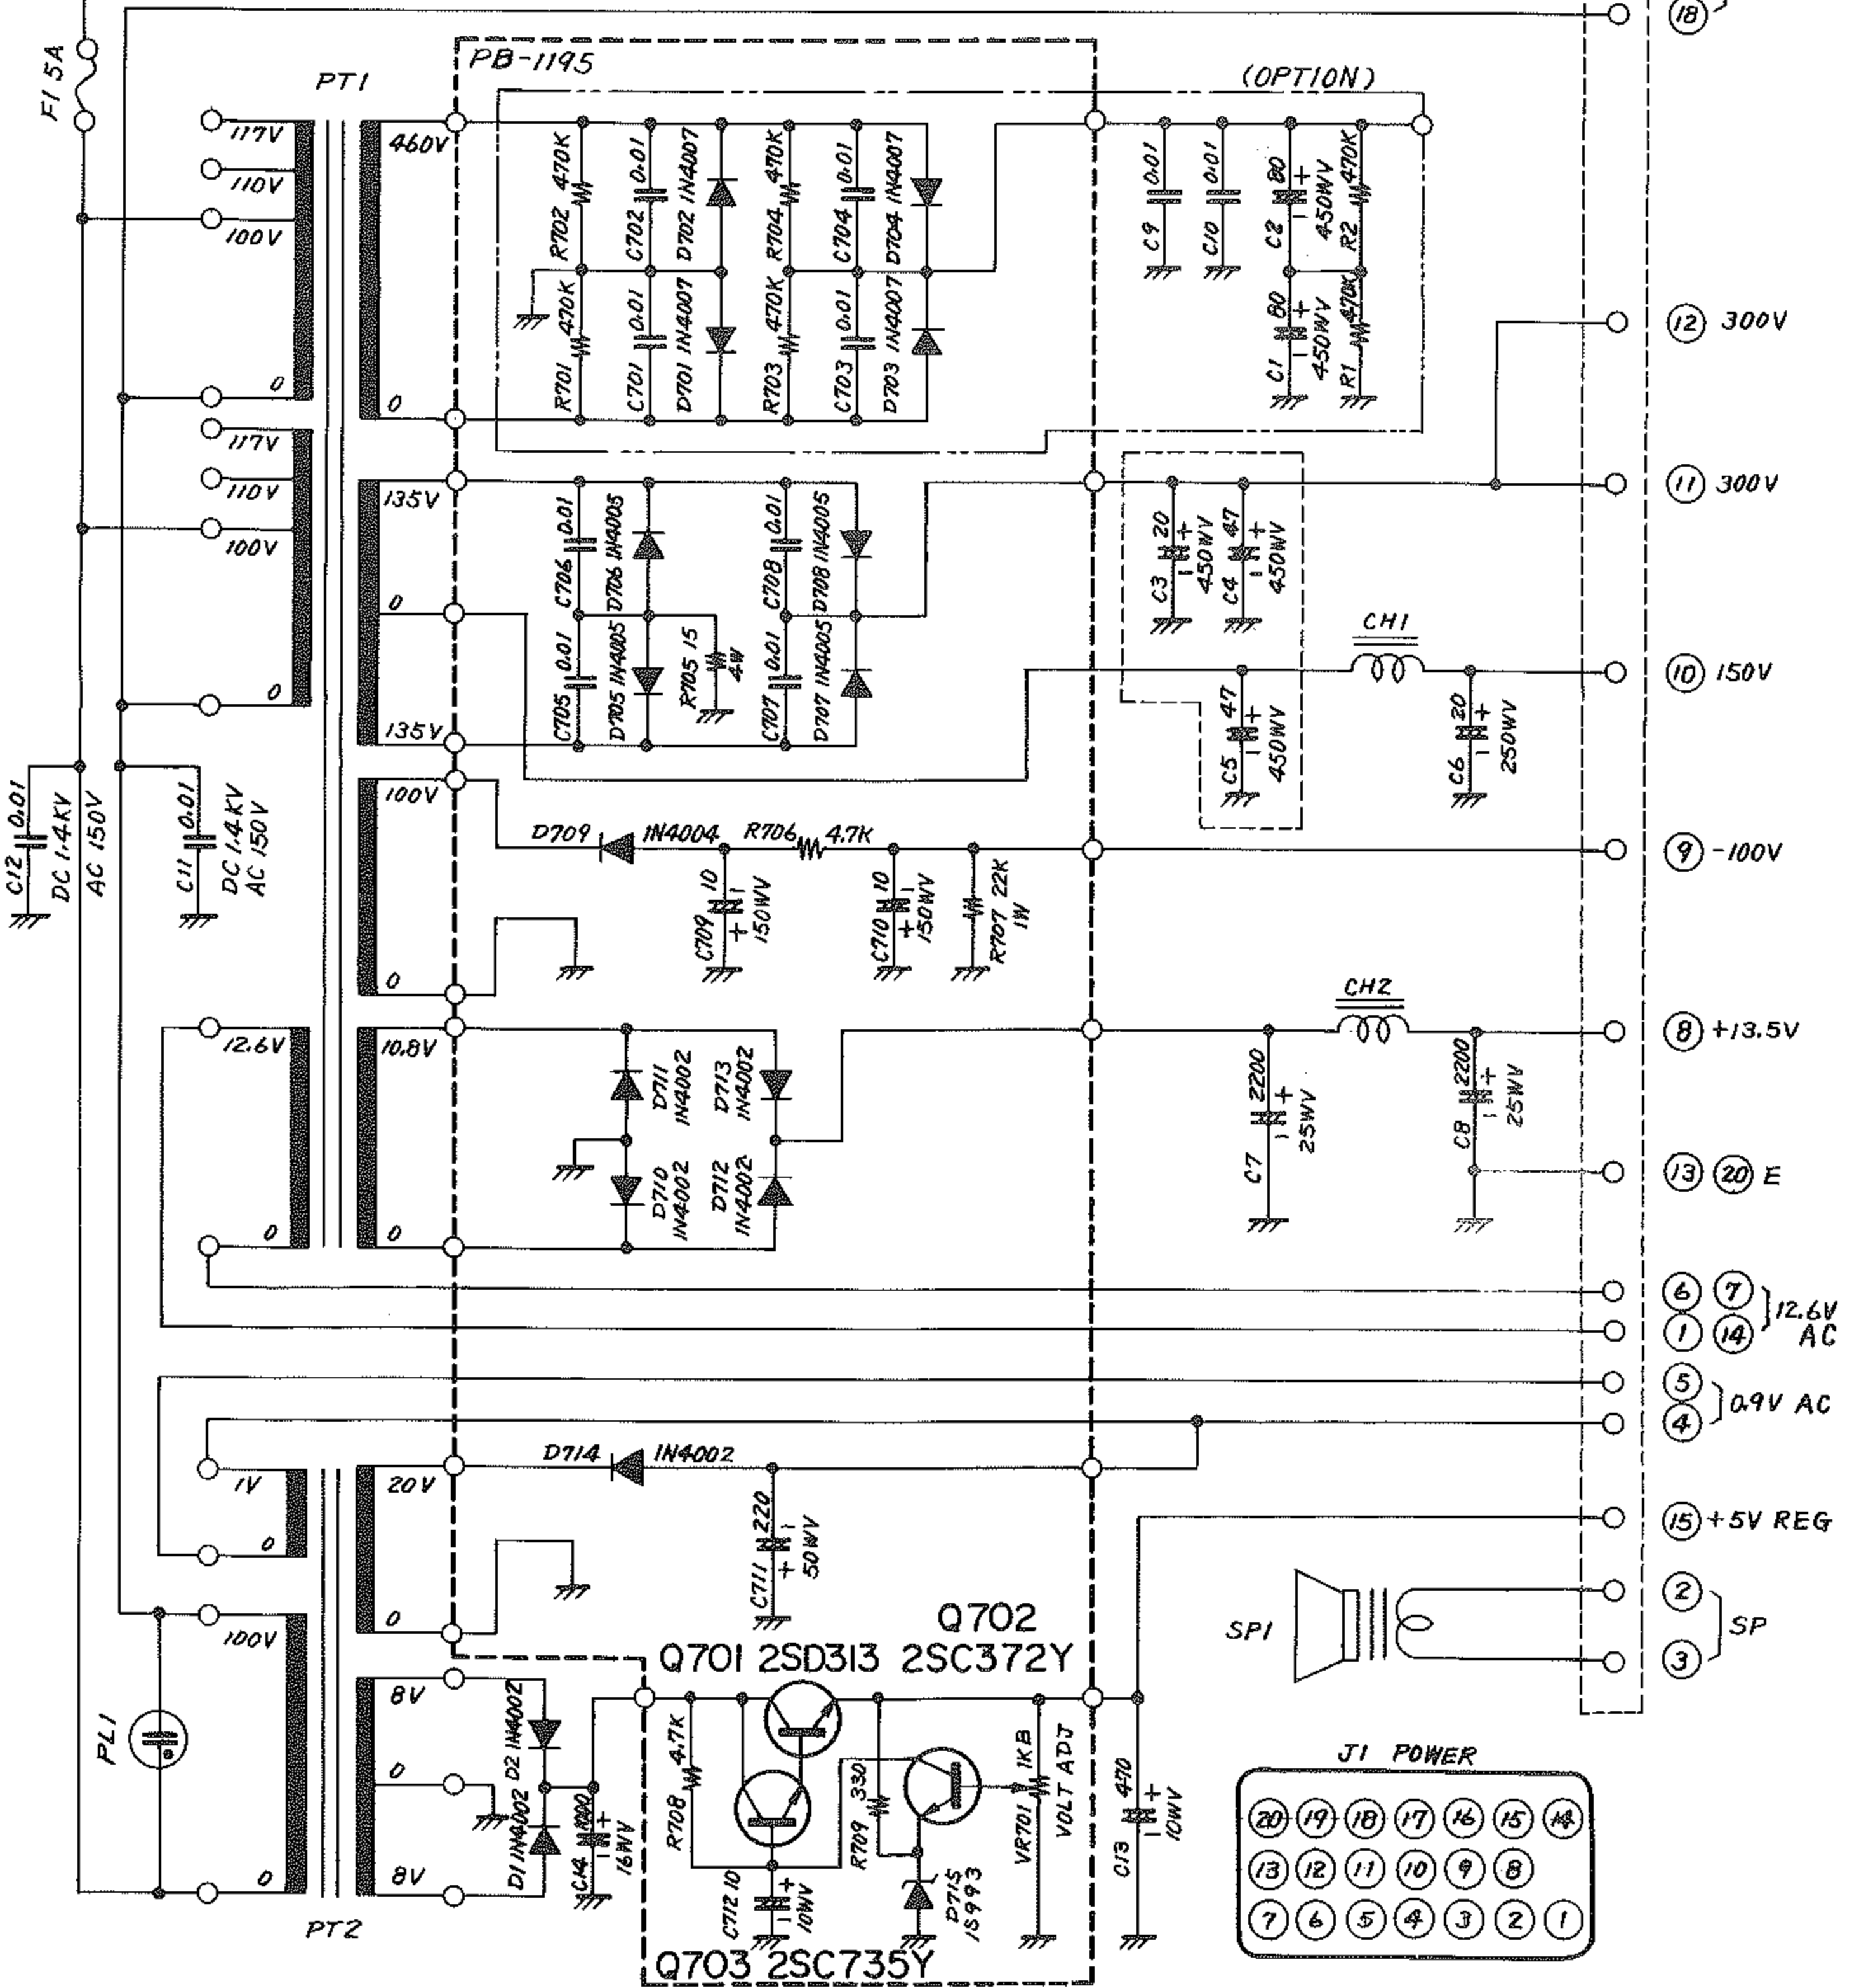 18
F1 5A
PT1
PB-1195
(OPTION)
117V
110V
100V
0
460V
0
R702 470K
C702 0.01
D702 1N4007
R704 470K
C704 0.01
D704 1N4007
R701 470K
C701 0.01
D701 1N4007
R703 470K
C703 0.01
D703 1N4007
C9 0.01
C10 0.01
C2 80 + -
450WV
R2 470K
C1 80 + -
450WV
R1 470K
12 300V
117V
110V
100V
0
135V
0
135V
C706 0.01
D706 1N4005
C708 0.01
D708 1N4005
C705 0.01
D705 1N4005
R705 15
4W
C707 0.01
D707 1N4005
C3 20 + -
450WV
C4 47 + -
450WV
11 300V
CH1
C5 47 + -
450WV
C6 20 + -
250WV
10 150V
C12 0.01
DC 1.4KV
AC 150V
C11 0.01
DC 1.4KV
AC 150V
100V
0
D709 1N4004 R706 4.7K
C709 10 - +
150WV
C710 10 - +
150WV
R707 22K
1W
9 -100V
12.6V
0
10.8V
0
D711
1N4002
D713
1N4002
D710
1N4002
D712
1N4002
CH2
C7 2200 + -
25WV
C8 2200 + -
25WV
8 +13.5V
13 20 E
6 7
1 14
12.6V
AC
5
4
0.9V AC
1V
0
20V
0
D714 1N4002
C711 220 - +
50WV
15 +5V REG
SP1
2
3
SP
PL1
100V
0
PT2
8V
0
8V
D2 1N4002
D1 1N4002
C14 1000 + -
16WV
Q702
Q701 2SD313 2SC372Y
R708 4.7K
R709 330
VR701 1KB
VOLT ADJ
C712 10 + -
10WV
D715
1S993
C13 470 + -
10WV
Q703 2SC735Y
J1 POWER
20 19 18 17 16 15 14
13 12 11 10 9 8
7 6 5 4 3 2 1